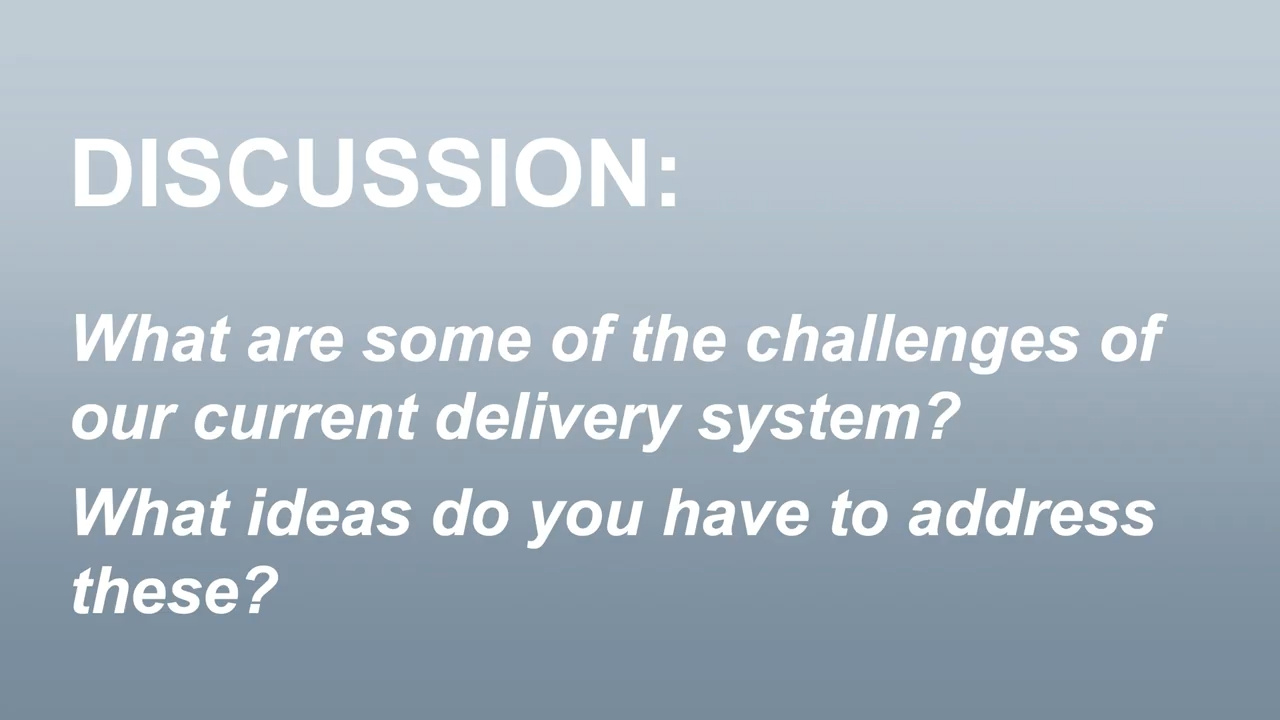 DISCUSSION:
What are some of the challenges of
our current delivery system?
What ideas do you have to address
these?